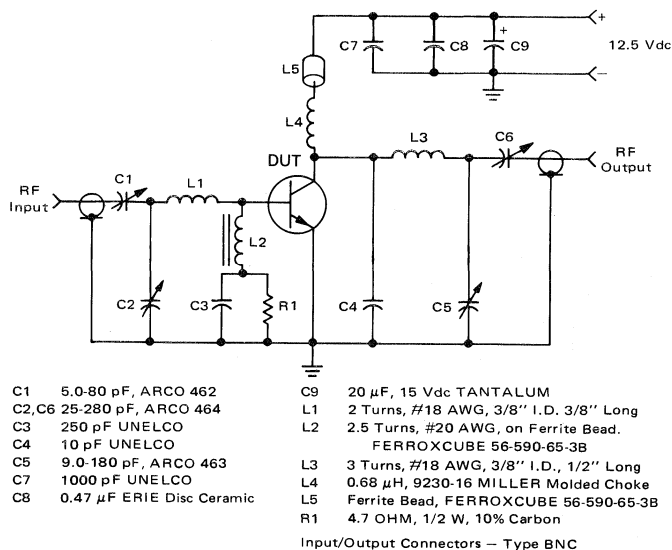 +
C7
C8
+
C9
12.5 Vdc
L5
−
L4
L3
C6
DUT
RF
Output
C1
L1
RF
Input
L2
C2
C3
R1
C4
C5
C1 5.0-80 pF, ARCO 462
C2,C6 25-280 pF, ARCO 464
C3 250 pF UNELCO
C4 10 pF UNELCO
C5 9.0-180 pF, ARCO 463
C7 1000 pF UNELCO
C8 0.47 μF ERIE Disc Ceramic
C9 20 μF, 15 Vdc TANTALUM
L1 2 Turns, #18 AWG, 3/8'' I.D. 3/8'' Long
L2 2.5 Turns, #20 AWG, on Ferrite Bead.
FERROXCUBE 56-590-65-3B
L3 3 Turns, #18 AWG, 3/8'' I.D., 1/2'' Long
L4 0.68 μH, 9230-16 MILLER Molded Choke
L5 Ferrite Bead, FERROXCUBE 56-590-65-3B
R1 4.7 OHM, 1/2 W, 10% Carbon
Input/Output Connectors − Type BNC